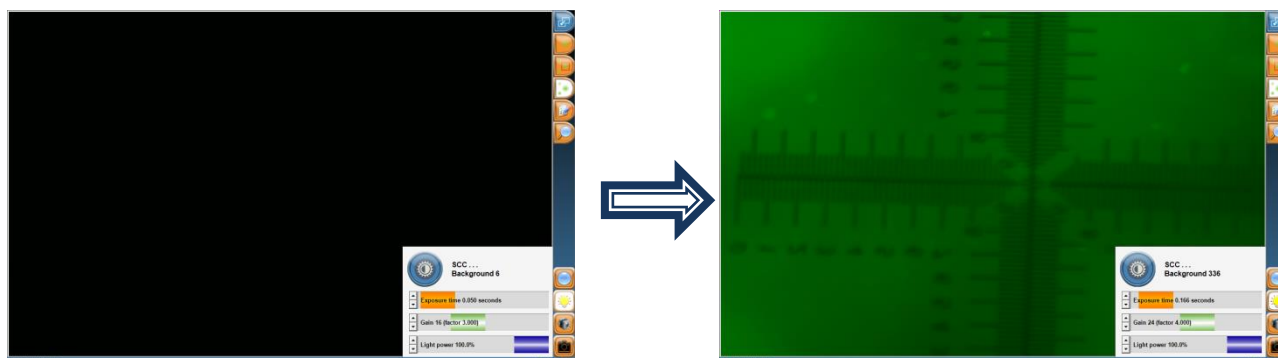 SCC . . .
Background 6
Exposure time 0.050 seconds
Gain 16 (factor 3.000)
Light power 100.0%
SCC . . .
Background 336
Exposure time 0.166 seconds
Gain 24 (factor 4.000)
Light power 100.0%